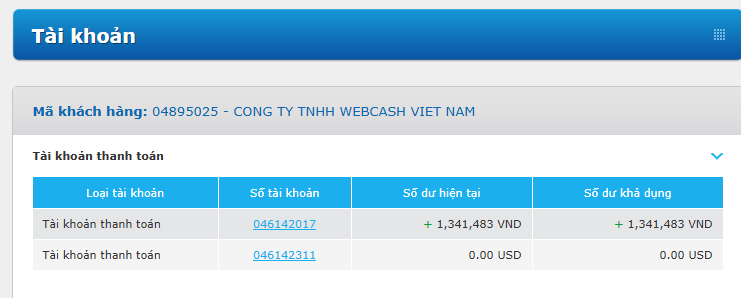 Tài khoản
Mã khách hàng: 04895025 - CONG TY TNHH WEBCASH VIET NAM
Tài khoản thanh toán
Loại tài khoản Số tài khoản Số dư hiện tại Số dư khả dụng
Tài khoản thanh toán 046142017 + 1,341,483 VND + 1,341,483 VND
Tài khoản thanh toán 046142311 0.00 USD 0.00 USD